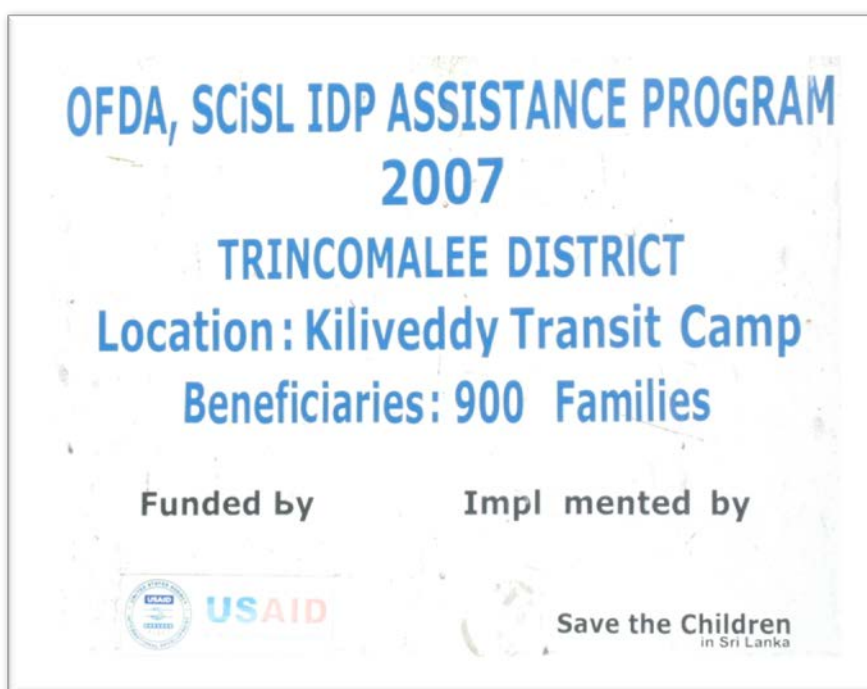 OFDA, SCiSL IDP ASSISTANCE PROGRAM
2007
TRINCOMALEE DISTRICT
Location : Kiliveddy Transit Camp
Beneficiaries : 900 Families
Funded by Impl mented by
USAID USAID
Save the Children
in Sri Lanka